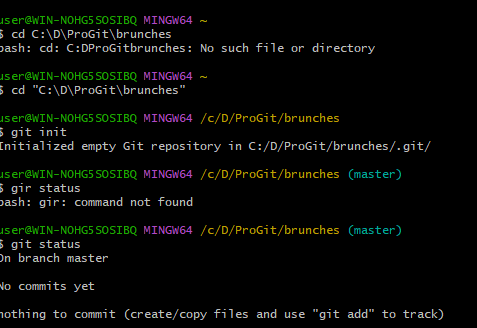 user@WIN-NOHG5SOSIBQ MINGW64 ~
$ cd C:\D\ProGit\brunches
bash: cd: C:DProGitbrunches: No such file or directory
user@WIN-NOHG5SOSIBQ MINGW64 ~
$ cd "C:\D\ProGit\brunches"
user@WIN-NOHG5SOSIBQ MINGW64 /c/D/ProGit/brunches
$ git init
Initialized empty Git repository in C:/D/ProGit/brunches/.git/
user@WIN-NOHG5SOSIBQ MINGW64 /c/D/ProGit/brunches (master)
$ gir status
bash: gir: command not found
user@WIN-NOHG5SOSIBQ MINGW64 /c/D/ProGit/brunches (master)
$ git status
On branch master
No commits yet
nothing to commit (create/copy files and use "git add" to track)